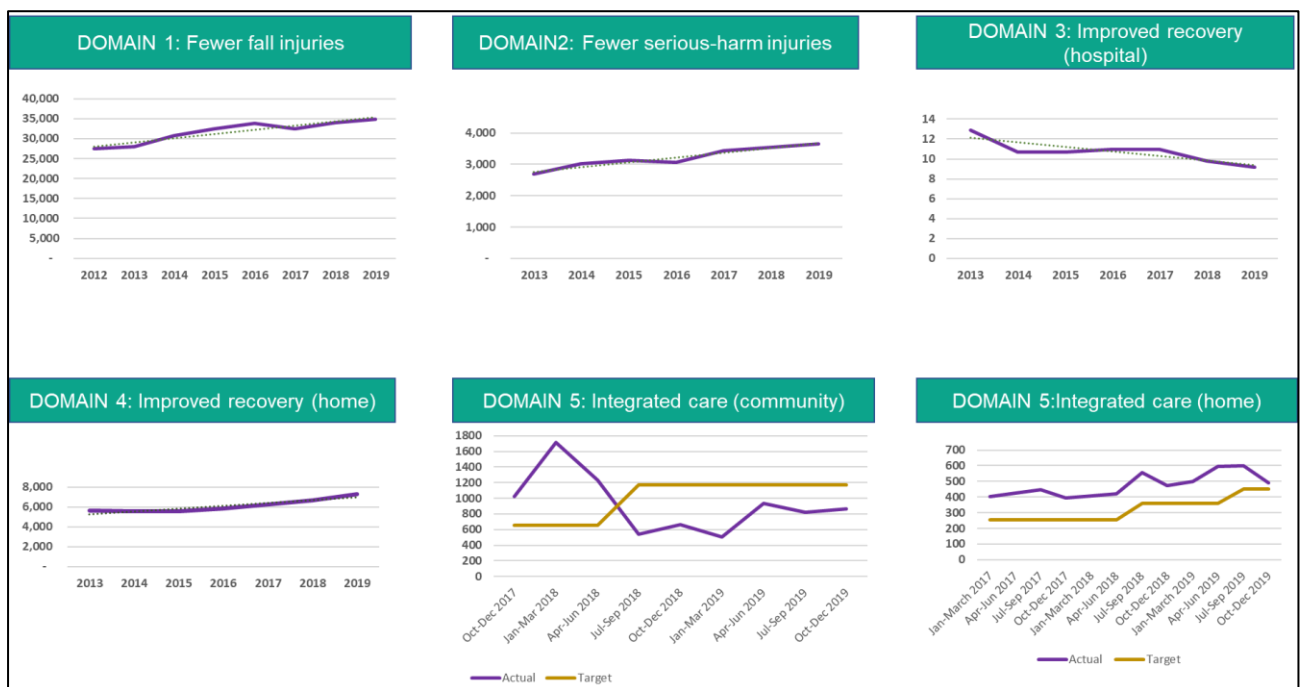 DOMAIN 1: Fewer fall injuries
40,000
35,000
30,000
25,000
20,000
15,000
10,000
5,000
-
2012 2013 2014 2015 2016 2017 2018 2019
DOMAIN2: Fewer serious-harm injuries
4,000
3,000
2,000
1,000
-
2013 2014 2015 2016 2017 2018 2019
DOMAIN 3: Improved recovery
(hospital)
14
12
10
8
6
4
2
0
2013 2014 2015 2016 2017 2018 2019
DOMAIN 4: Improved recovery (home)
8,000
6,000
4,000
2,000
-
2013 2014 2015 2016 2017 2018 2019
DOMAIN 5: Integrated care (community)
1800
1600
1400
1200
1000
800
600
400
200
0
Oct-Dec 2017
Jan-Mar 2018
Apr-Jun 2018
Jul-Sep 2018
Oct-Dec 2018
Jan-Mar 2019
Apr-Jun 2019
Jul-Sep 2019
Oct-Dec 2019
Actual Target
DOMAIN 5:Integrated care (home)
700
600
500
400
300
200
100
0
Jan-March 2017
Apr-Jun 2017
Jul-Sep 2017
Oct-Dec 2017
Jan-March 2018
Apr-Jun 2018
Jul-Sep 2018
Oct-Dec 2018
Jan-March 2019
Apr-Jun 2019
Jul-Sep 2019
Oct-Dec 2019
Actual Target